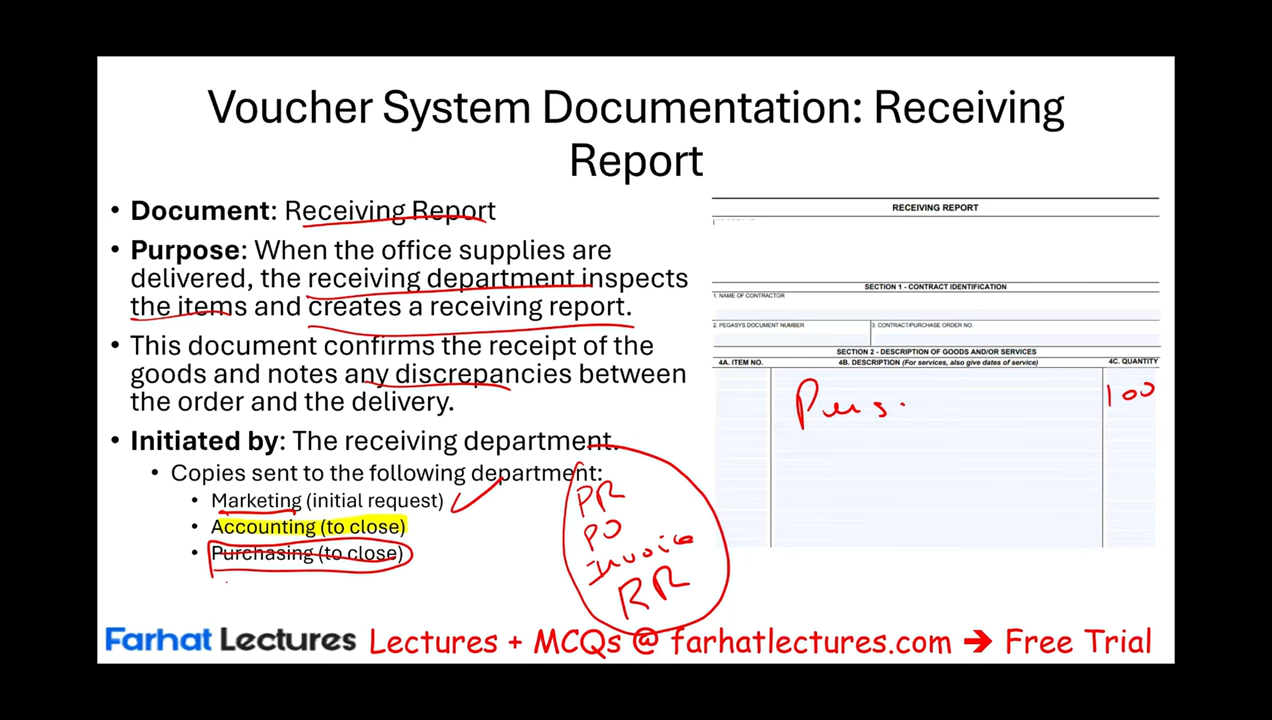 Voucher System Documentation: Receiving
Report
• Document: Receiving Report
• Purpose: When the office supplies are
delivered, the receiving department inspects
the items and creates a receiving report.
• This document confirms the receipt of the
goods and notes any discrepancies between
the order and the delivery.
• Initiated by: The receiving department.
• Copies sent to the following department:
• Marketing (initial request)
• Accounting (to close)
• Purchasing (to close)
PR
PO
Invoice
RR
RECEIVING REPORT
SECTION 1 - CONTRACT IDENTIFICATION
1. NAME OF CONTRACTOR
2. PEGASYS DOCUMENT NUMBER 3. CONTRACT/PURCHASE ORDER NO.
SECTION 2 - DESCRIPTION OF GOODS AND/OR SERVICES
4A. ITEM NO. 4B. DESCRIPTION (For services, also give dates of service) 4C. QUANTITY
100
Farhat Lectures Lectures + MCQs @ farhatlectures.com → Free Trial